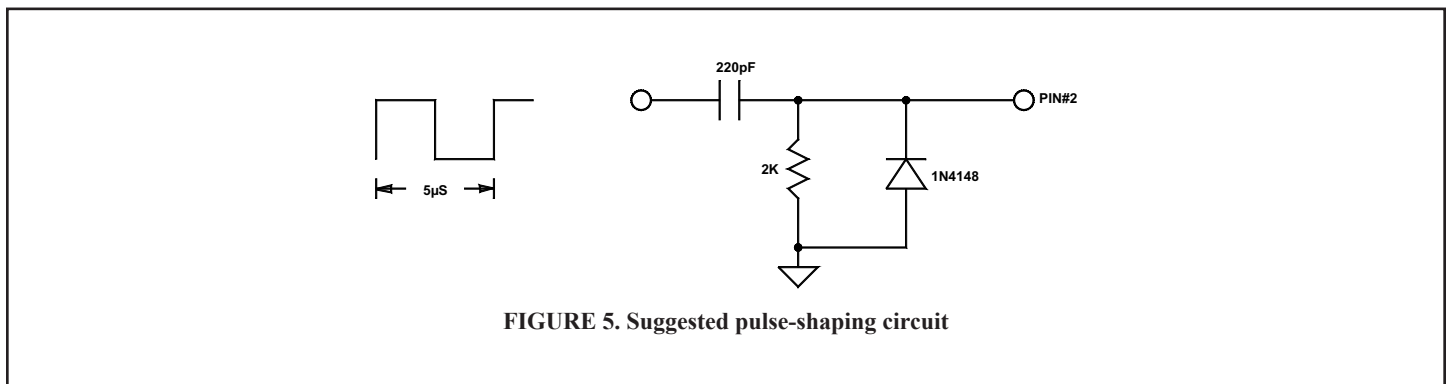 220pF
PIN#2
2K
1N4148
5µS
FIGURE 5. Suggested pulse-shaping circuit